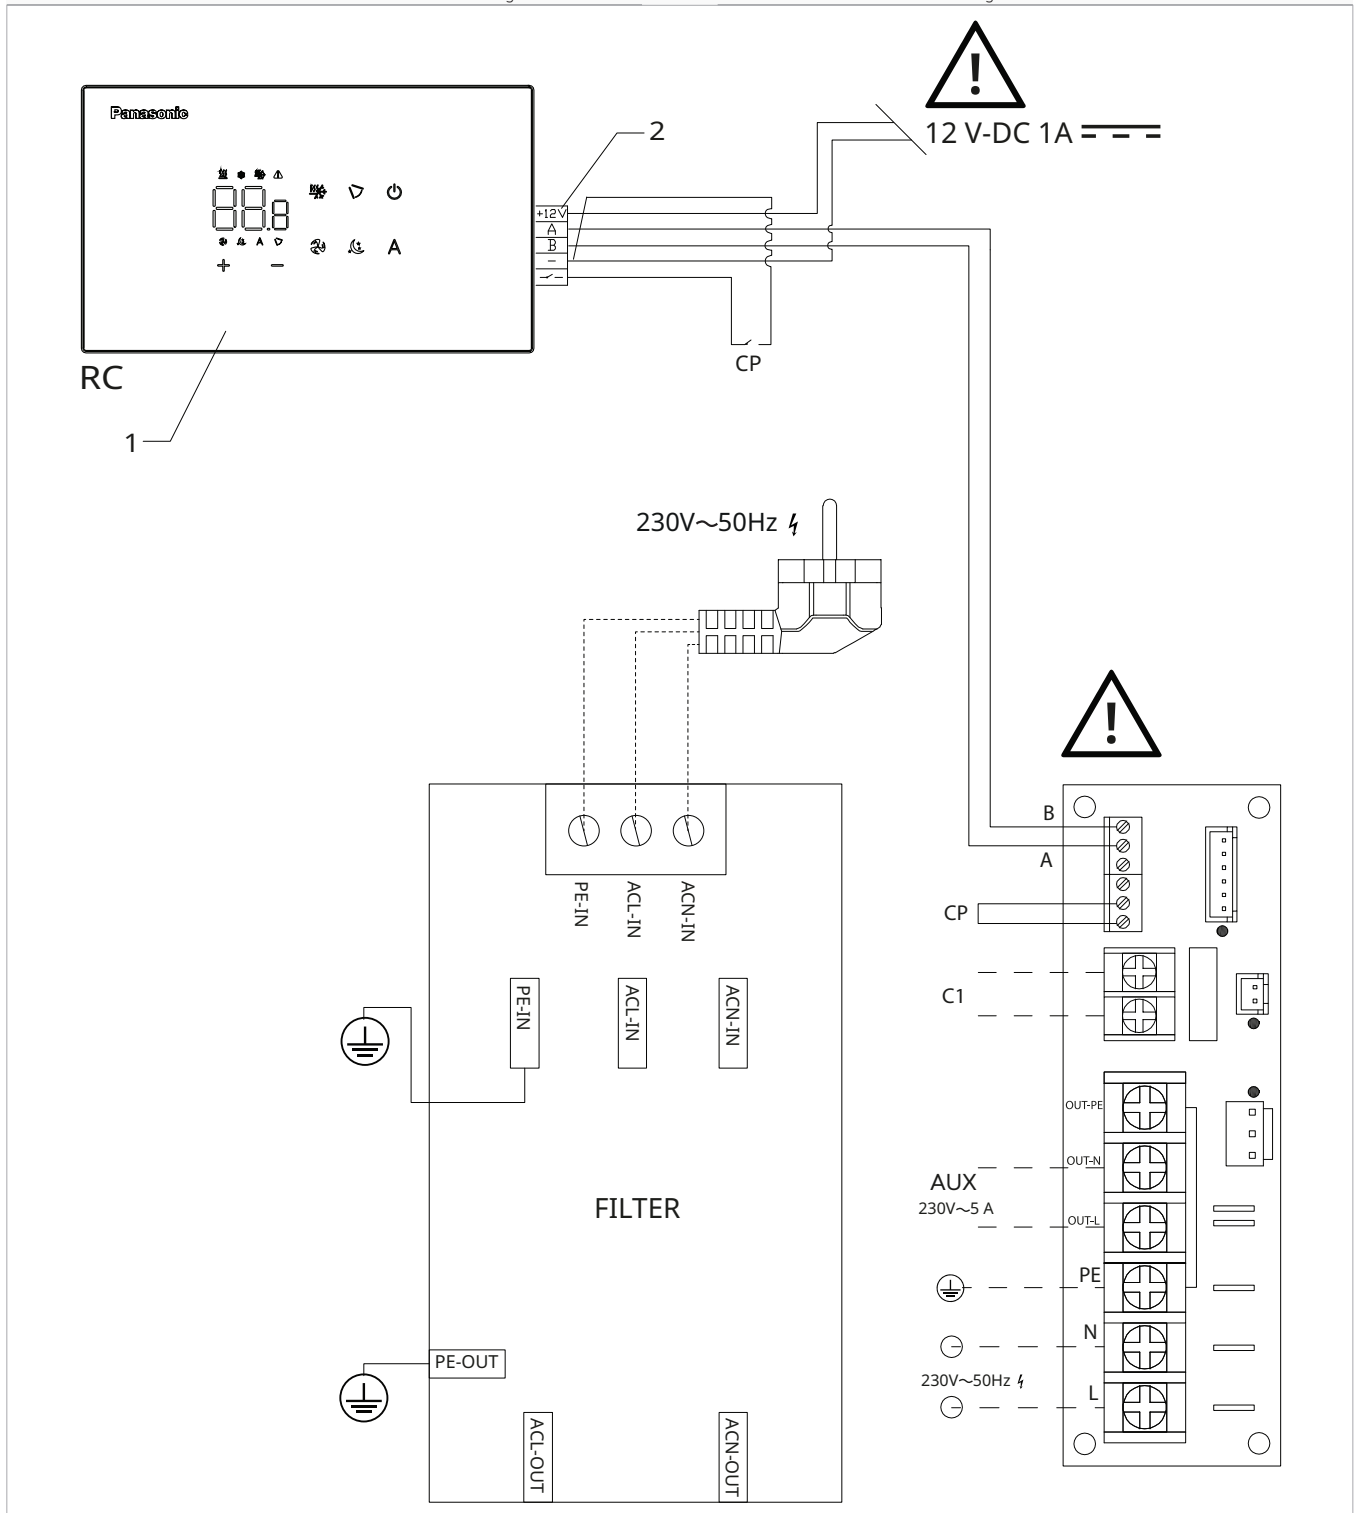 Panasonic
12 V-DC 1A
2
+12V
A
B
-
88.8
A
A
+ -
CP
RC
1
230V～50Hz
B
A
CP
C1
PE-IN
ACL-IN
ACN-IN
PE-IN
ACL-IN
ACN-IN
OUT-PE
OUT-N
AUX
230V～5 A
OUT-L
FILTER
PE
N
230V～50Hz
L
PE-OUT
ACL-OUT
ACN-OUT